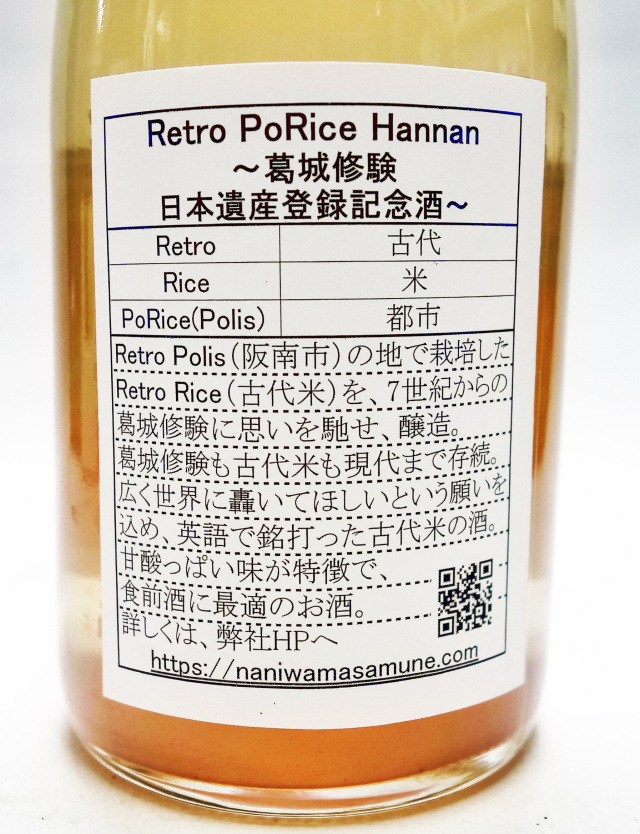 Retro PoRice Hannan
～葛城修験
日本遺産登録記念酒～
Retro 古代
Rice 米
PoRice(Polis) 都市
Retro Polis（阪南市）の地で栽培した
Retro Rice（古代米）を、7世紀からの
葛城修験に思いを馳せ、醸造。
葛城修験も古代米も現代まで存続。
広く世界に轟いてほしいという願いを
込め、英語で銘打った古代米の酒。
甘酸っぱい味が特徴で、
食前酒に最適のお酒。
詳しくは、弊社HPへ
https://naniwamasamune.com